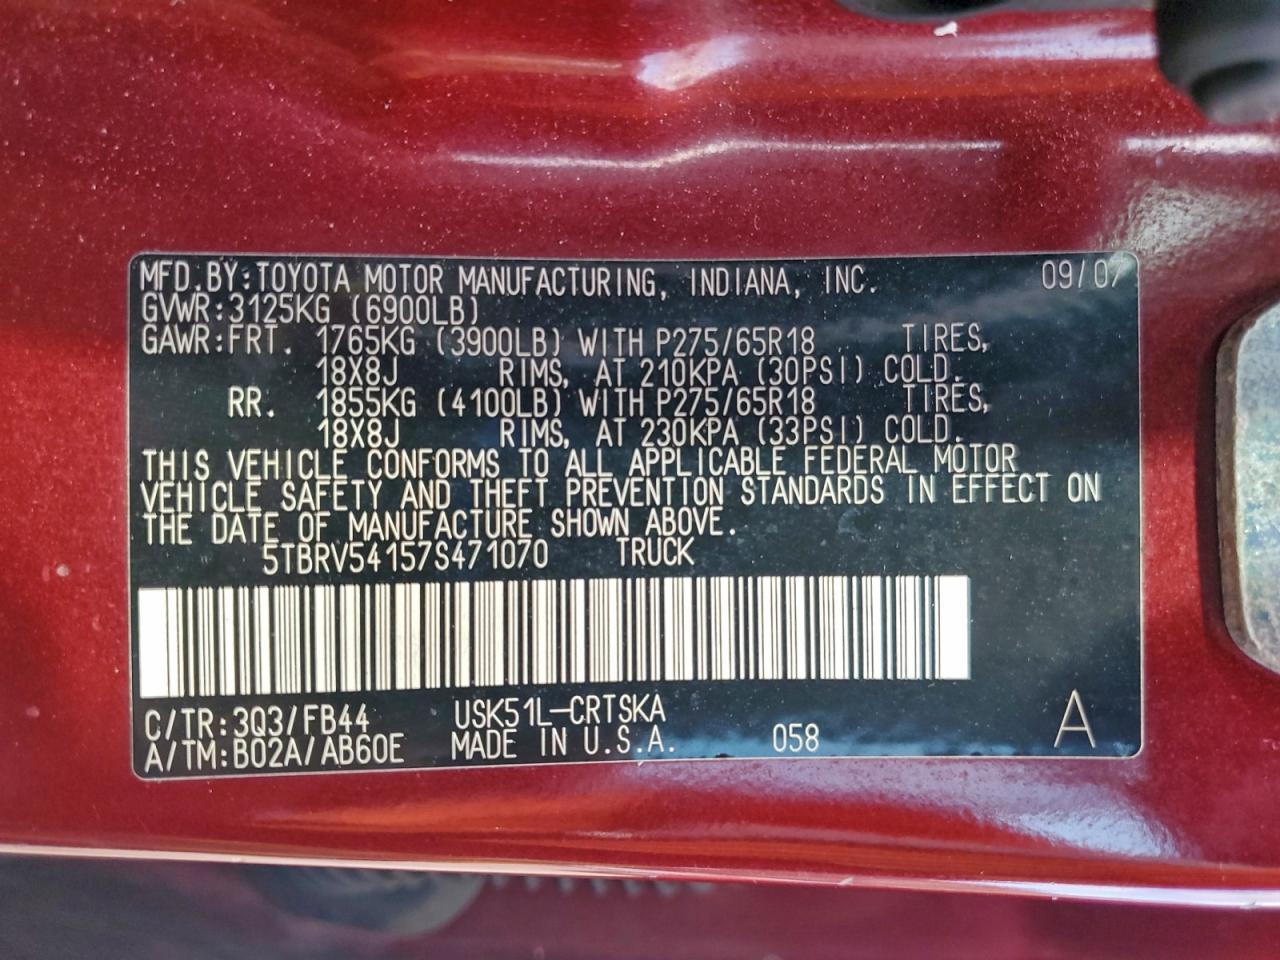 MFD.BY:TOYOTA MOTOR MANUFACTURING, INDIANA, INC. 09/07
GVWR:3125KG (6900LB)
GAWR:FRT. 1765KG (3900LB) WITH P275/65R18 TIRES,
18X8J RIMS, AT 210KPA (30PSI) COLD.
RR. 1855KG (4100LB) WITH P275/65R18 TIRES,
18X8J RIMS, AT 230KPA (33PSI) COLD.
THIS VEHICLE CONFORMS TO ALL APPLICABLE FEDERAL MOTOR
VEHICLE SAFETY AND THEFT PREVENTION STANDARDS IN EFFECT ON
THE DATE OF MANUFACTURE SHOWN ABOVE.
5TBRV54157S471070 TRUCK
C/TR:3Q3/FB44 USK51L-CRTSKA
A/TM:B02A/AB60E MADE IN U.S.A. 058 A